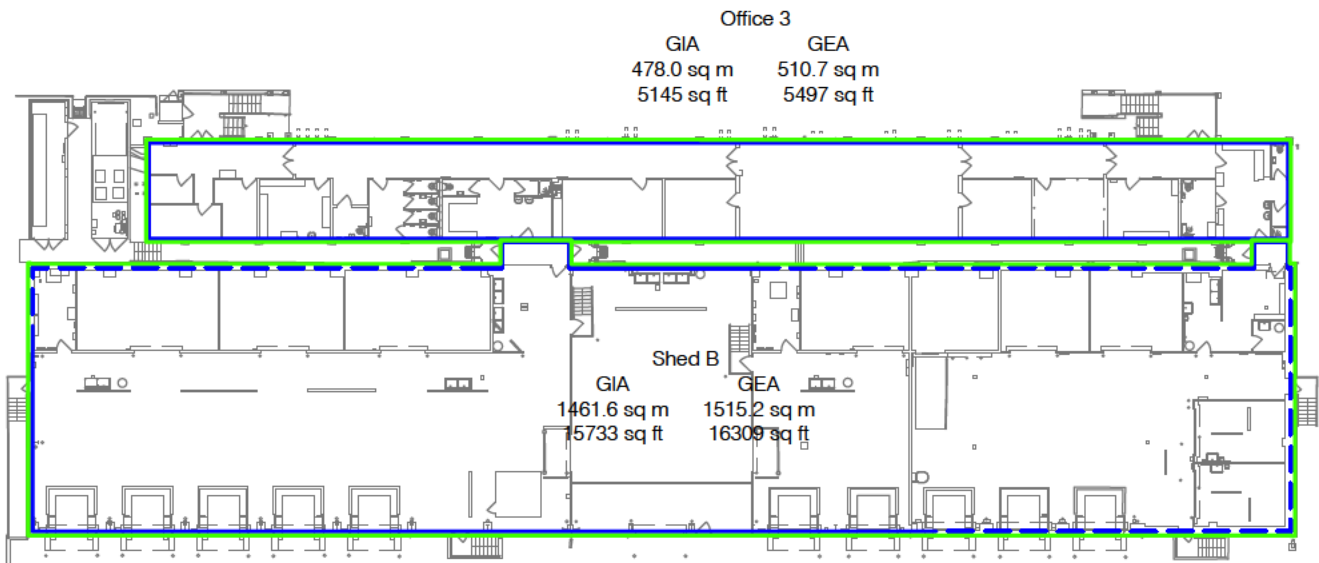 Office 3
GIA GEA
478.0 sq m 510.7 sq m
5145 sq ft 5497 sq ft
Shed B
GIA GEA
1461.6 sq m 1515.2 sq m
15733 sq ft 16309 sq ft